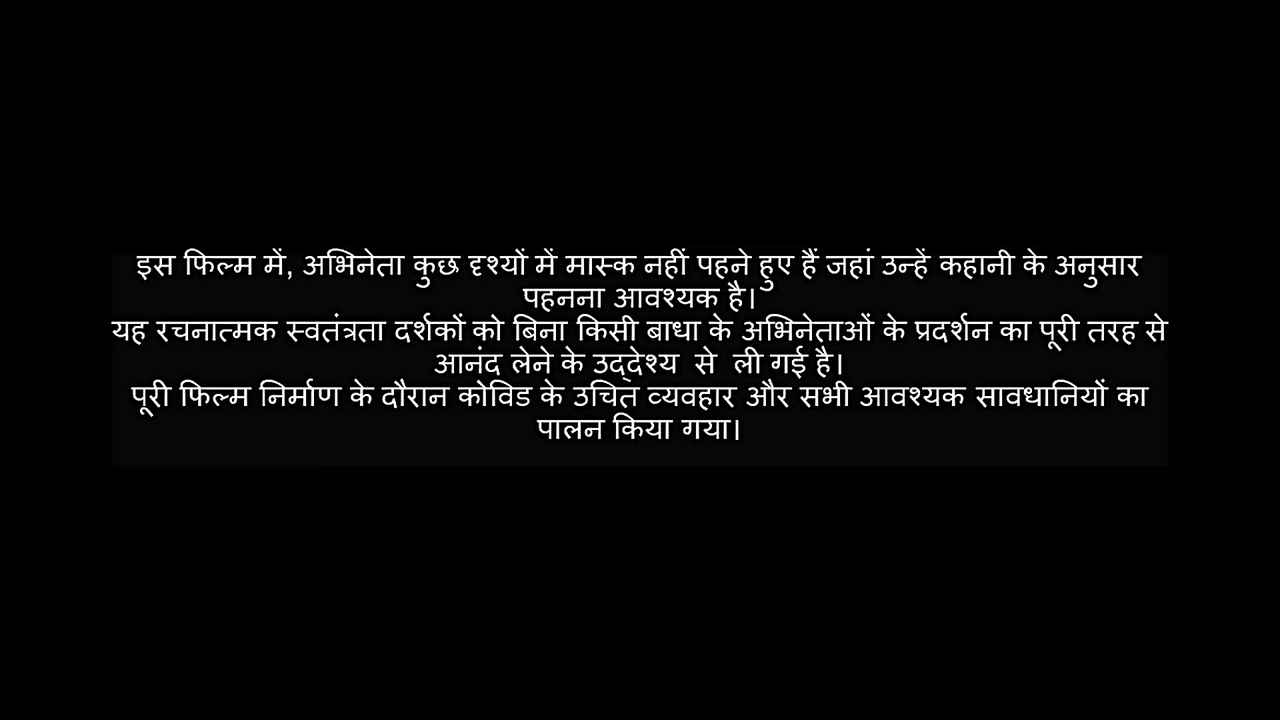 इस फिल्म में, अभिनेता कुछ दृश्यों में मास्क नहीं पहने हुए हैं जहां उन्हें कहानी के अनुसार
पहनना आवश्यक है।
यह रचनात्मक स्वतंत्रता दर्शकों को बिना किसी बाधा के अभिनेताओं के प्रदर्शन का पूरी तरह से
आनंद लेने के उद्देश्य से ली गई है।
पूरी फिल्म निर्माण के दौरान कोविड के उचित व्यवहार और सभी आवश्यक सावधानियों का
पालन किया गया।